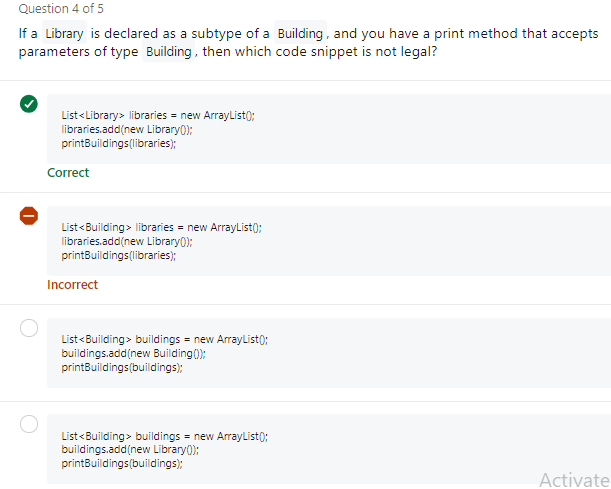 Question 4 of 5
If a Library is declared as a subtype of a Building, and you have a print method that accepts
parameters of type Building, then which code snippet is not legal?
List<Library> libraries = new ArrayList();
libraries.add(new Library());
printBuildings(libraries);
Correct
List<Building> libraries = new ArrayList();
libraries.add(new Library());
printBuildings(libraries);
Incorrect
List<Building> buildings = new ArrayList();
buildings.add(new Building());
printBuildings(buildings);
List<Building> buildings = new ArrayList();
buildings.add(new Library());
printBuildings(buildings);
Activate